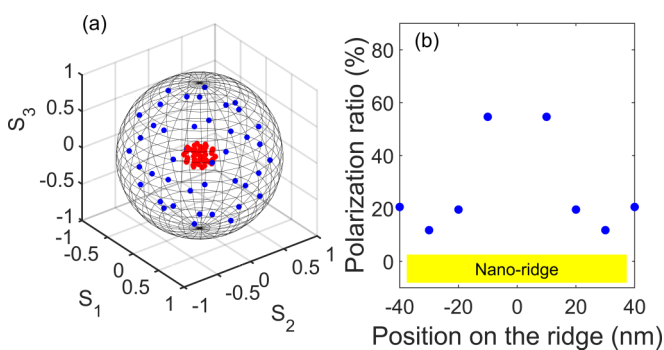 (a)
1
0.5
0
-0.5
-1
S3
-1
-0.5
0
0.5
1
S1
-1
-0.5
0
0.5
1
S2
(b)
Polarization ratio (%)
80
60
40
20
0
Nano-ridge
-40 -20 0 20 40
Position on the ridge (nm)